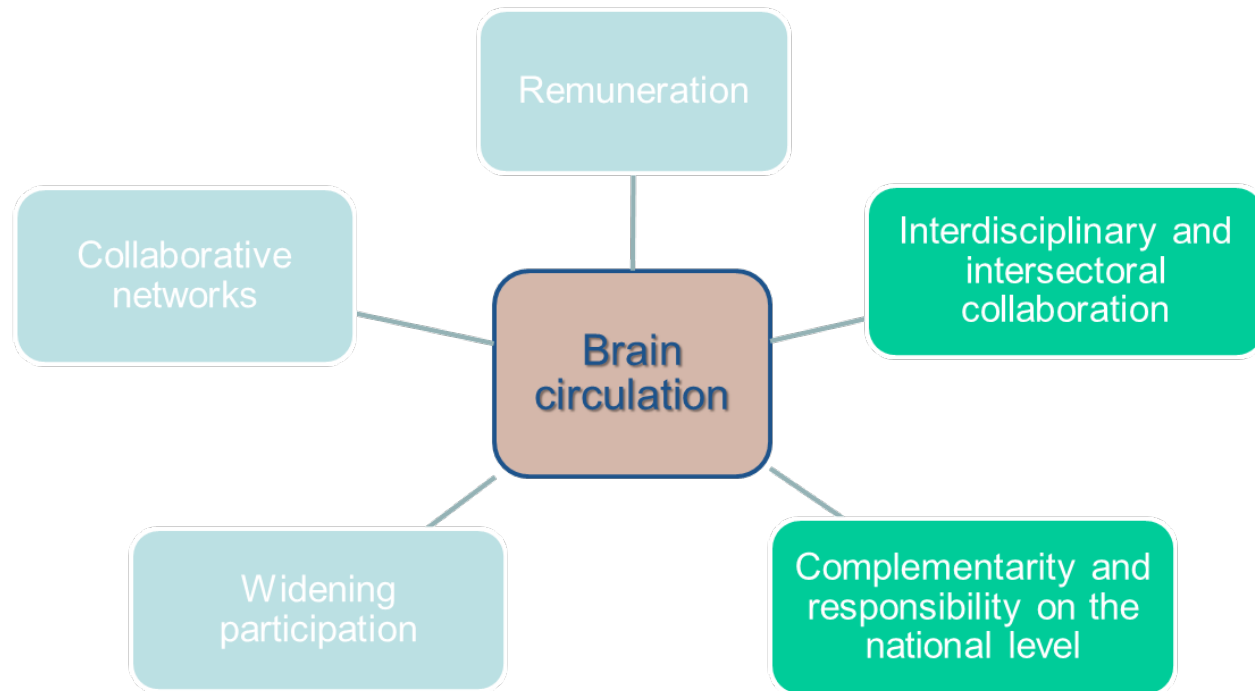 Remuneration
Collaborative
networks
Interdisciplinary and
intersectoral
collaboration
Brain
circulation
Widening
participation
Complementarity and
responsibility on the
national level